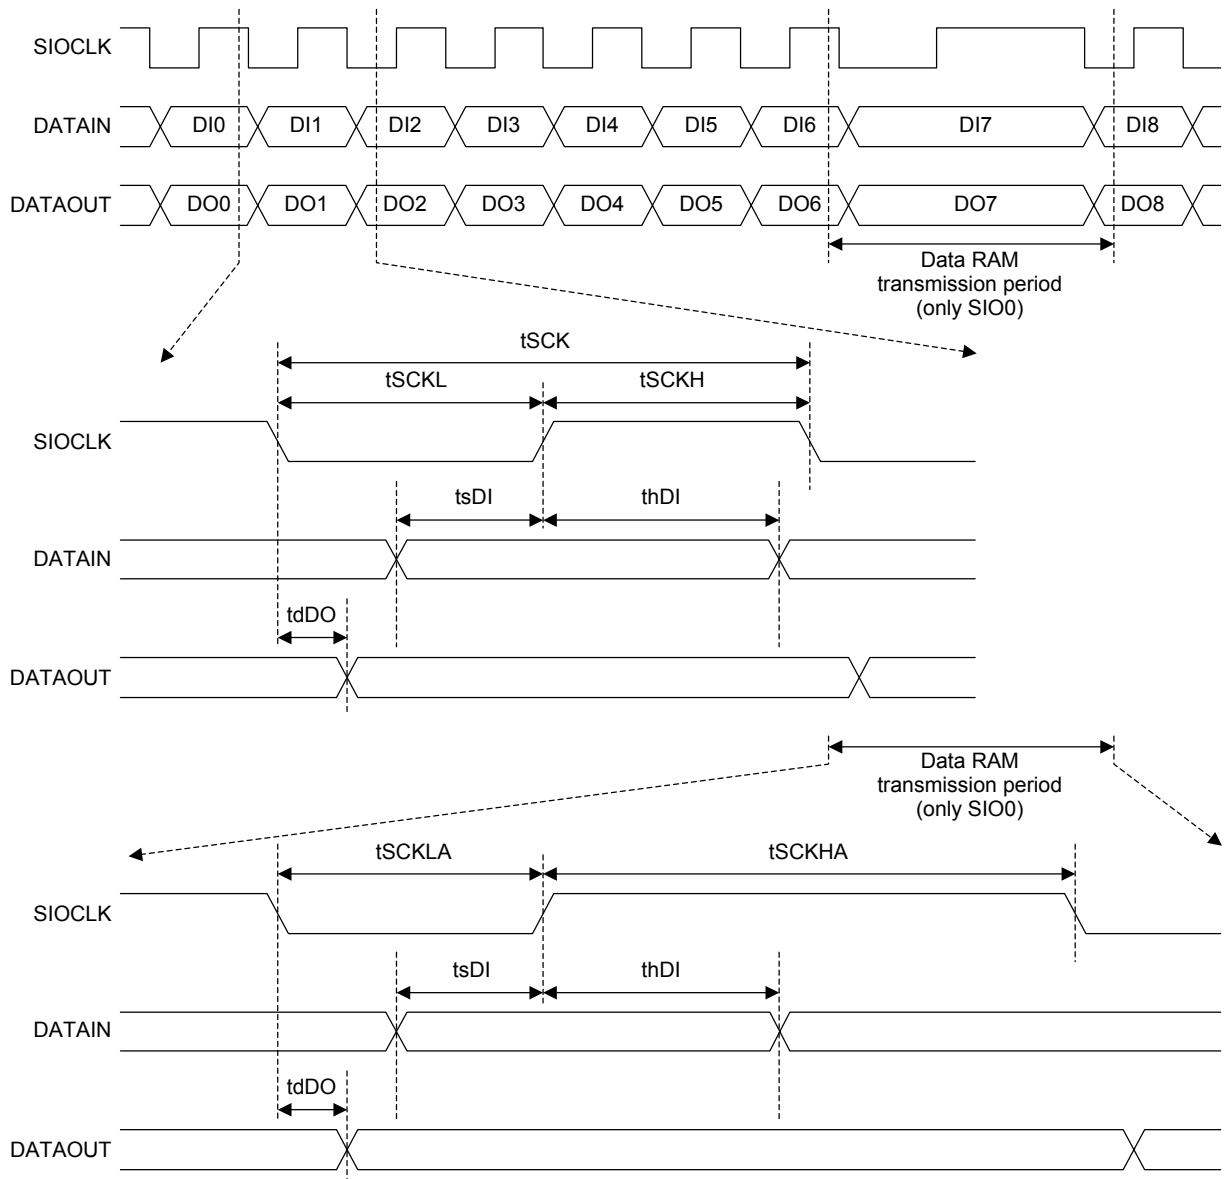 SIOCLK
DATAIN DI0 DI1 DI2 DI3 DI4 DI5 DI6 DI7 DI8
DATAOUT DO0 DO1 DO2 DO3 DO4 DO5 DO6 DO7 DO8
Data RAM
transmission period
(only SIO0)
tSCK
tSCKL tSCKH
SIOCLK
tsDI thDI
DATAIN
tdDO
DATAOUT
Data RAM
transmission period
(only SIO0)
tSCKLA tSCKHA
SIOCLK
tsDI thDI
DATAIN
tdDO
DATAOUT